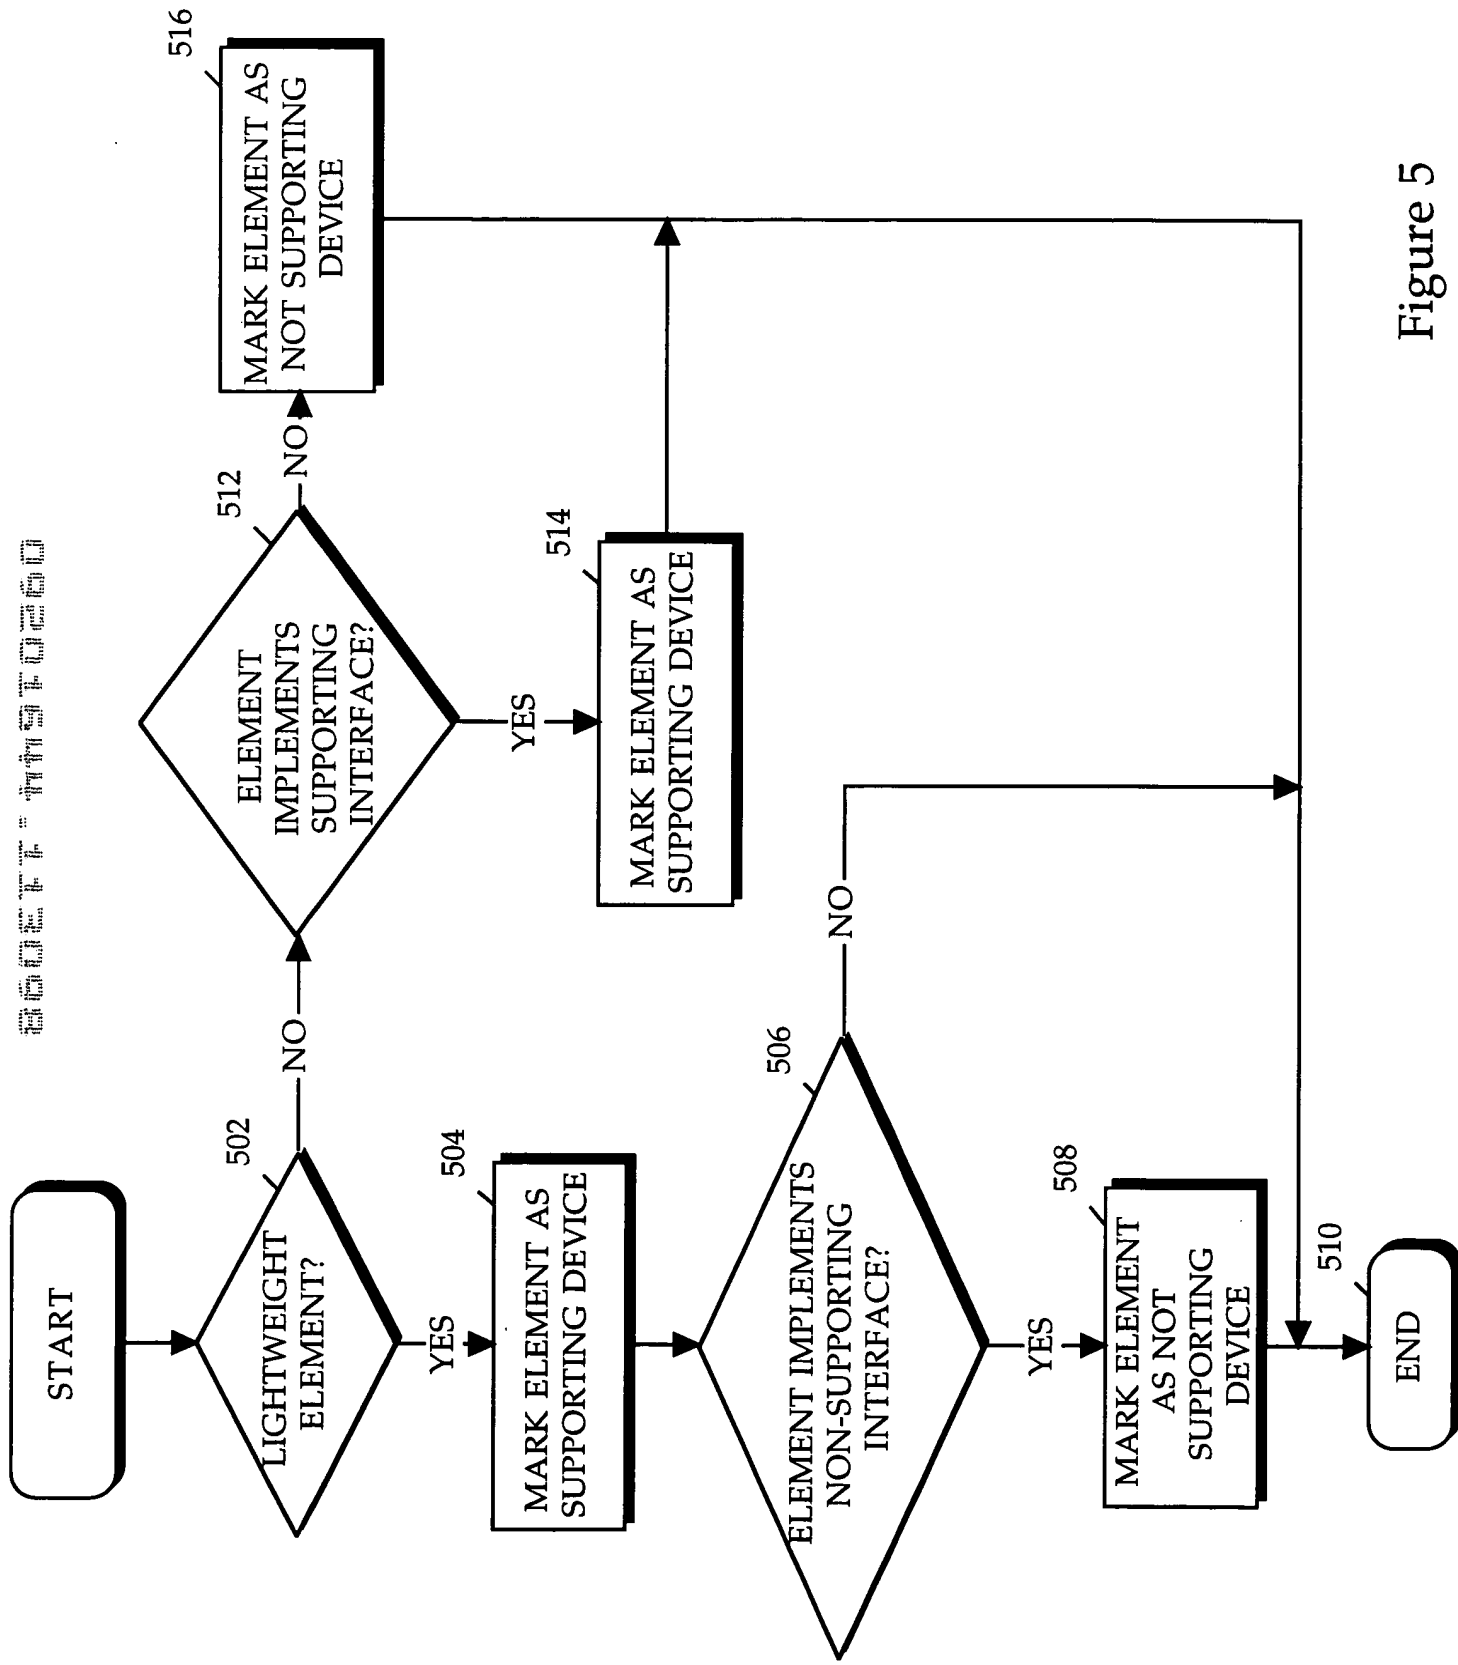 START
502
LIGHTWEIGHT
ELEMENT?
NO
YES
504
MARK ELEMENT AS
SUPPORTING DEVICE
506
ELEMENT IMPLEMENTS
NON-SUPPORTING
INTERFACE?
NO
YES
508
MARK ELEMENT
AS NOT
SUPPORTING
DEVICE
510
END
512
ELEMENT
IMPLEMENTS
SUPPORTING
INTERFACE?
NO
YES
514
MARK ELEMENT AS
SUPPORTING DEVICE
516
MARK ELEMENT AS
NOT SUPPORTING
DEVICE
Figure 5